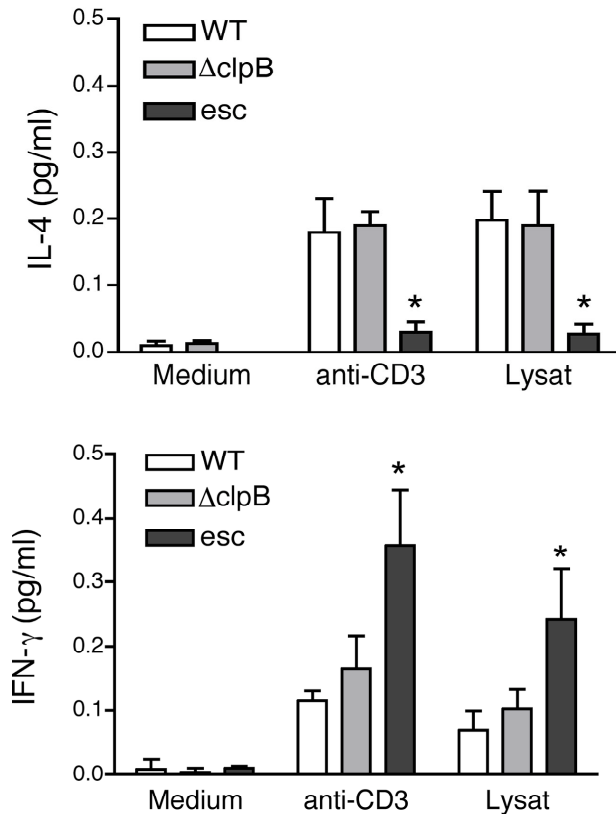 0.5
WT
ΔclpB
esc
0.4
0.3
0.2
0.1
0.0
IL-4 (pg/ml)
*
*
Medium anti-CD3 Lysat
0.5
WT
ΔclpB
esc
0.4
0.3
0.2
0.1
0.0
IFN-γ (pg/ml)
*
*
Medium anti-CD3 Lysat